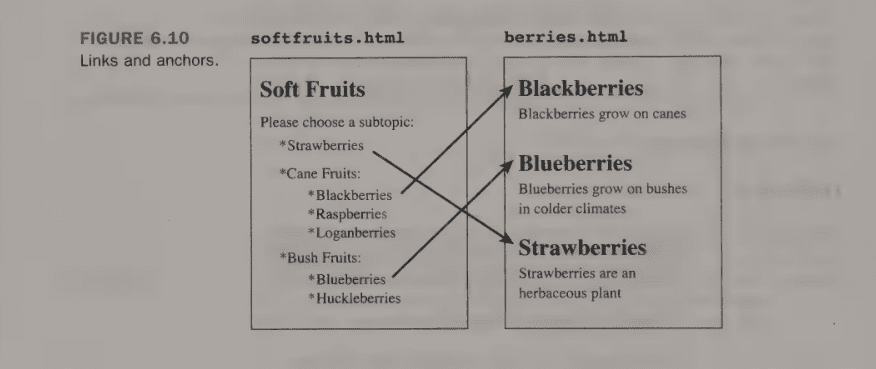 FIGURE 6.10
Links and anchors.
softfruits.html
Soft Fruits
Please choose a subtopic:
*Strawberries
*Cane Fruits:
*Blackberries
*Raspberries
*Loganberries
*Bush Fruits:
*Blueberries
*Huckleberries
berries.html
Blackberries
Blackberries grow on canes
Blueberries
Blueberries grow on bushes
in colder climates
Strawberries
Strawberries are an
herbaceous plant